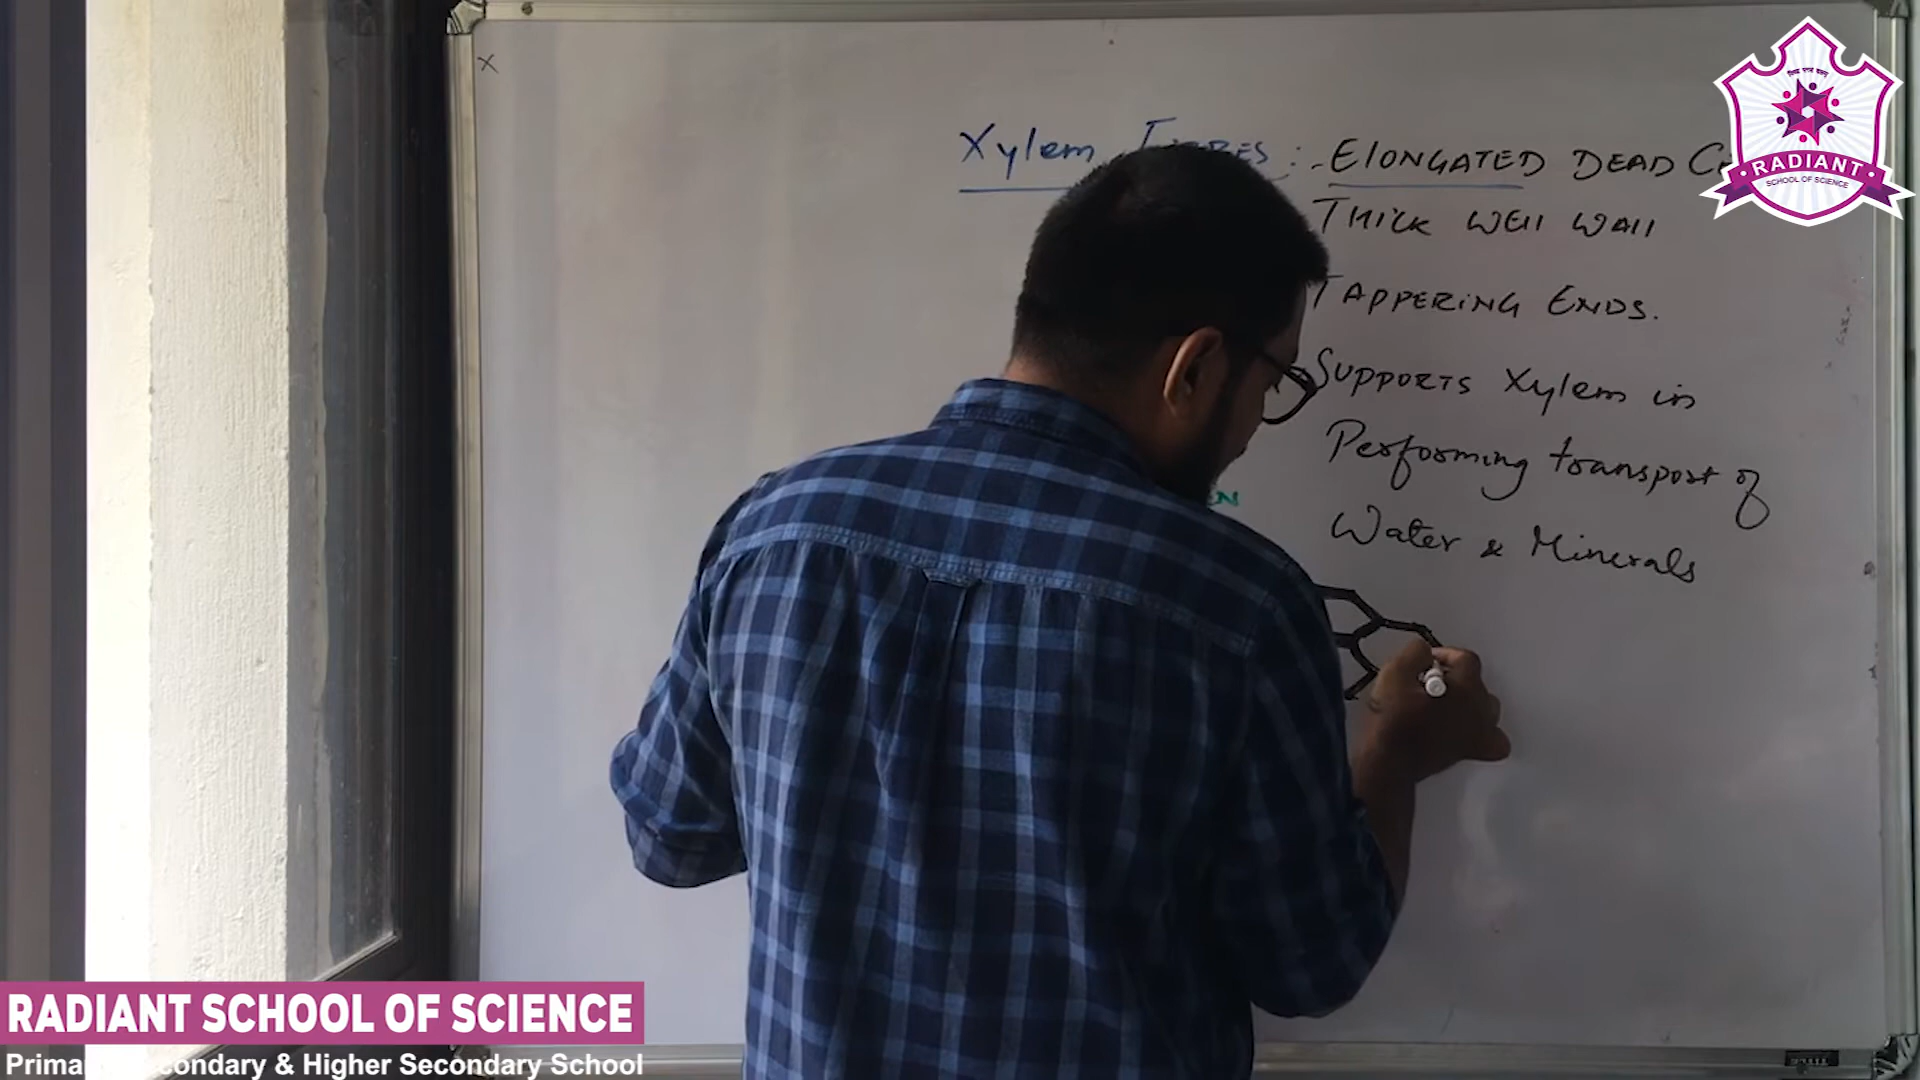 Xylem : - ELONGATED DEAD
THICK WEll WAll
TAPPERING ENDS.
SUPPORTS Xylem in
Performing transport of
Water & Minerals
RADIANT
SCHOOL OF SCIENCE
RADIANT SCHOOL OF SCIENCE
& Higher Secondary School